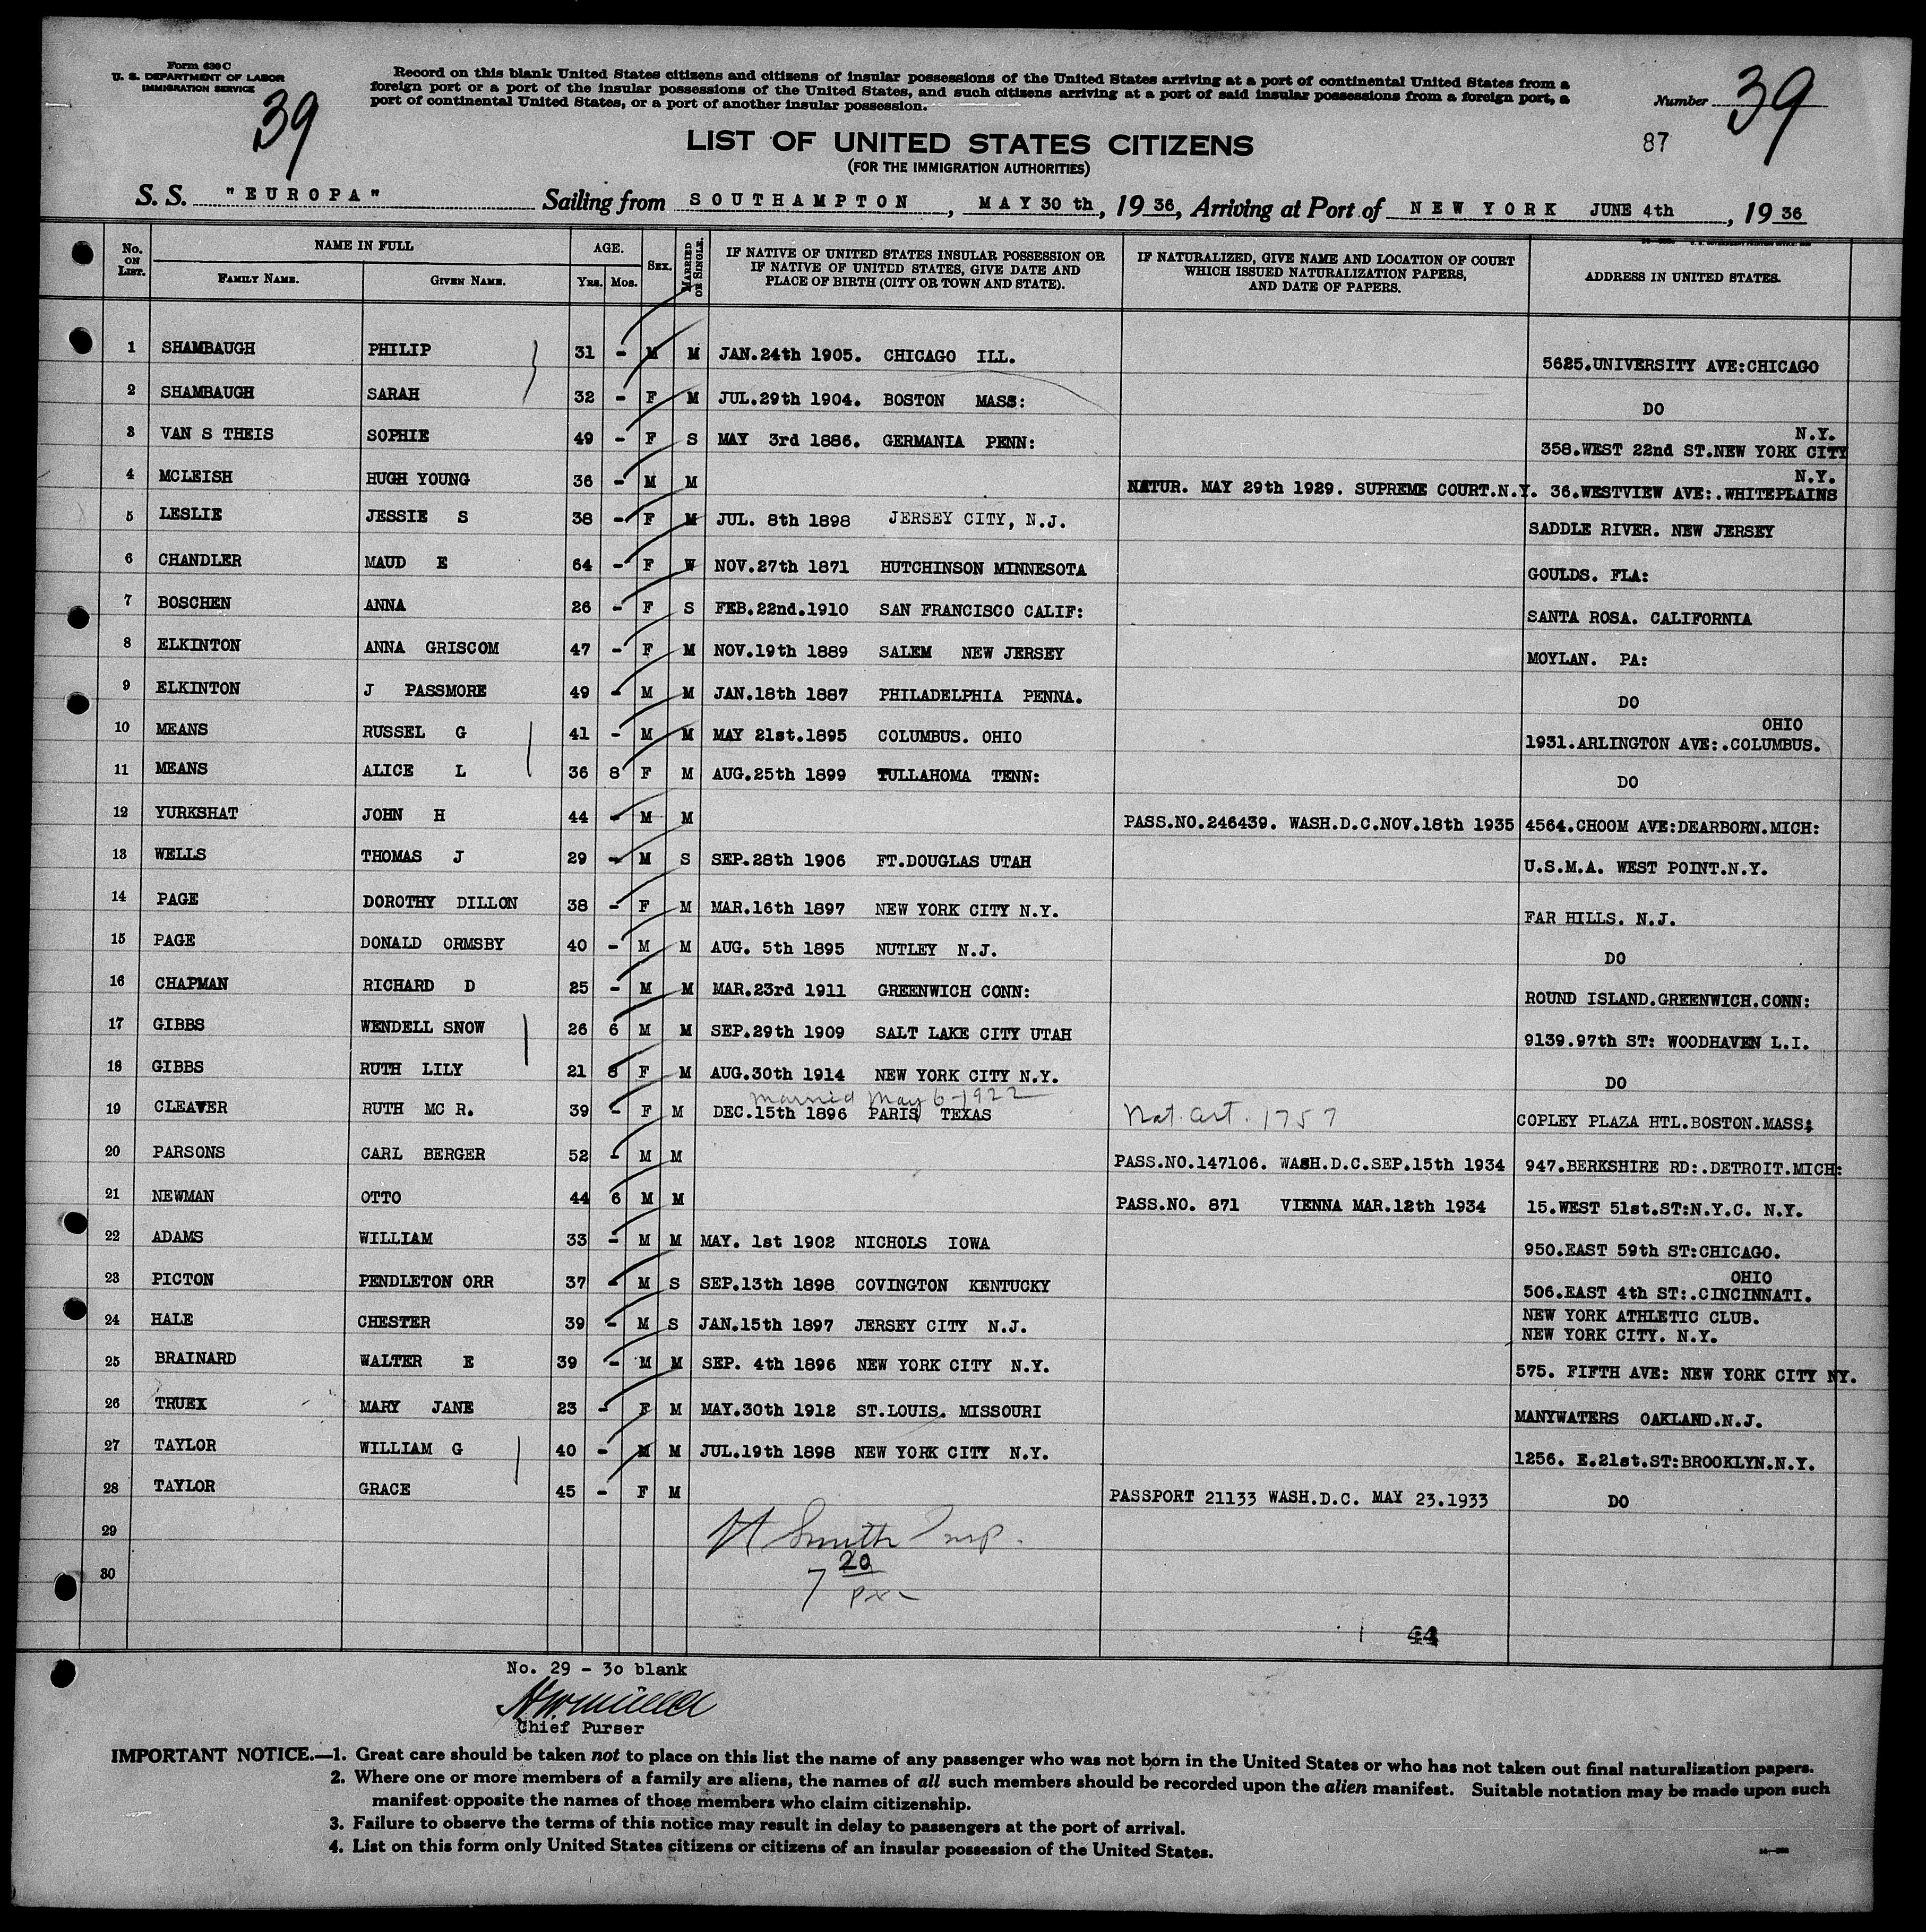 Form 630 C
U. S. DEPARTMENT OF LABOR
IMMIGRATION SERVICE
39
Record on this blank United States citizens and citizens of insular possessions of the United States arriving at a port of continental United States from a
foreign port or a port of the insular possessions of the United States, and such citizens arriving at a port of said insular possessions from a foreign port, a
port of continental United States, or a port of another insular possession.
Number 39
87
LIST OF UNITED STATES CITIZENS
(FOR THE IMMIGRATION AUTHORITIES)
S. S. "EUROPA" Sailing from SOUTHAMPTON, MAY 30 th, 19 36, Arriving at Port of NEW YORK JUNE 4th, 19 36
No. ON LIST. NAME IN FULL FAMILY NAME. GIVEN NAME. AGE. YRS. MOS. SEX. MARRIED OR SINGLE. IF NATIVE OF UNITED STATES INSULAR POSSESSION OR IF NATIVE OF UNITED STATES, GIVE DATE AND PLACE OF BIRTH (CITY OR TOWN AND STATE). IF NATURALIZED, GIVE NAME AND LOCATION OF COURT WHICH ISSUED NATURALIZATION PAPERS, AND DATE OF PAPERS. ADDRESS IN UNITED STATES.
1 SHAMBAUGH PHILIP 31 - M M JAN.24th 1905. CHICAGO ILL. 5625.UNIVERSITY AVE:CHICAGO
2 SHAMBAUGH SARAH 32 - F M JUL.29th 1904. BOSTON MASS: DO
3 VAN S THEIS SOPHIE 49 - F S MAY 3rd 1886. GERMANIA PENN: 358.WEST 22nd ST.NEW YORK CITY N.Y.
4 MCLEISH HUGH YOUNG 36 - M M NATUR. MAY 29th 1929. SUPREME COURT.N.Y. 36.WESTVIEW AVE:.WHITEPLAINS N.Y.
5 LESLIE JESSIE S 38 - F M JUL. 8th 1898 JERSEY CITY, N.J. SADDLE RIVER. NEW JERSEY
6 CHANDLER MAUD E 64 - F W NOV.27th 1871 HUTCHINSON MINNESOTA GOULDS. FLA:
7 BOSCHEN ANNA 26 - F S FEB.22nd.1910 SAN FRANCISCO CALIF: SANTA ROSA. CALIFORNIA
8 ELKINTON ANNA GRISCOM 47 - F M NOV.19th 1889 SALEM NEW JERSEY MOYLAN. PA:
9 ELKINTON J PASSMORE 49 - M M JAN.18th 1887 PHILADELPHIA PENNA. DO
10 MEANS RUSSEL G 41 - M M MAY 21st.1895 COLUMBUS. OHIO 1931.ARLINGTON AVE:.COLUMBUS. OHIO
11 MEANS ALICE L 36 8 F M AUG.25th 1899 TULLAHOMA TENN: DO
12 YURKSHAT JOHN H 44 - M M PASS.NO.246439. WASH.D.C.NOV.18th 1935 4564.CHOOM AVE:DEARBORN.MICH:
13 WELLS THOMAS J 29 - M S SEP.28th 1906 FT.DOUGLAS UTAH U.S.M.A. WEST POINT.N.Y.
14 PAGE DOROTHY DILLON 38 - F M MAR.16th 1897 NEW YORK CITY N.Y. FAR HILLS. N.J.
15 PAGE DONALD ORMSBY 40 - M M AUG. 5th 1895 NUTLEY N.J. DO
16 CHAPMAN RICHARD D 25 - M M MAR.23rd 1911 GREENWICH CONN: ROUND ISLAND.GREENWICH.CONN:
17 GIBBS WENDELL SNOW 26 6 M M SEP.29th 1909 SALT LAKE CITY UTAH 9139.97th ST: WOODHAVEN L.I.
18 GIBBS RUTH LILY 21 8 F M AUG.30th 1914 NEW YORK CITY N.Y. DO
married May 6-1922
19 CLEAVER RUTH MC R. 39 - F M DEC.15th 1896 PARIS, TEXAS Nat. Cert. 1757 COPLEY PLAZA HTL.BOSTON.MASS:
20 PARSONS CARL BERGER 52 - M M PASS.NO.147106. WASH.D.C.SEP.15th 1934 947.BERKSHIRE RD:.DETROIT.MICH:
21 NEWMAN OTTO 44 6 M M PASS.NO. 871 VIENNA MAR.12th 1934 15.WEST 51st.ST:N.Y.C. N.Y.
22 ADAMS WILLIAM 33 - M M MAY. 1st 1902 NICHOLS IOWA 950.EAST 59th ST:CHICAGO.
23 PICTON PENDLETON ORR 37 - M S SEP.13th 1898 COVINGTON KENTUCKY 506.EAST 4th ST:.CINCINNATI. OHIO
24 HALE CHESTER 39 - M S JAN.15th 1897 JERSEY CITY N.J. NEW YORK ATHLETIC CLUB. NEW YORK CITY. N.Y.
25 BRAINARD WALTER E 39 - M M SEP. 4th 1896 NEW YORK CITY N.Y. 575. FIFTH AVE: NEW YORK CITY NY.
26 TRUEX MARY JANE 23 - F M MAY.30th 1912 ST.LOUIS. MISSOURI MANYWATERS OAKLAND.N.J.
27 TAYLOR WILLIAM G 40 - M M JUL.19th 1898 NEW YORK CITY N.Y. 1256. E.21st.ST:BROOKLYN.N.Y.
28 TAYLOR GRACE 45 - F M PASSPORT 21133 WASH.D.C. MAY 23.1933 DO
29
H Smith Insp.
30
7 20
44
No. 29 - 30 blank
Chief Purser
IMPORTANT NOTICE.—1. Great care should be taken not to place on this list the name of any passenger who was not born in the United States or who has not taken out final naturalization papers.
2. Where one or more members of a family are aliens, the names of all such members should be recorded upon the alien manifest. Suitable notation may be made upon such
manifest opposite the names of those members who claim citizenship.
3. Failure to observe the terms of this notice may result in delay to passengers at the port of arrival.
4. List on this form only United States citizens or citizens of an insular possession of the United States.